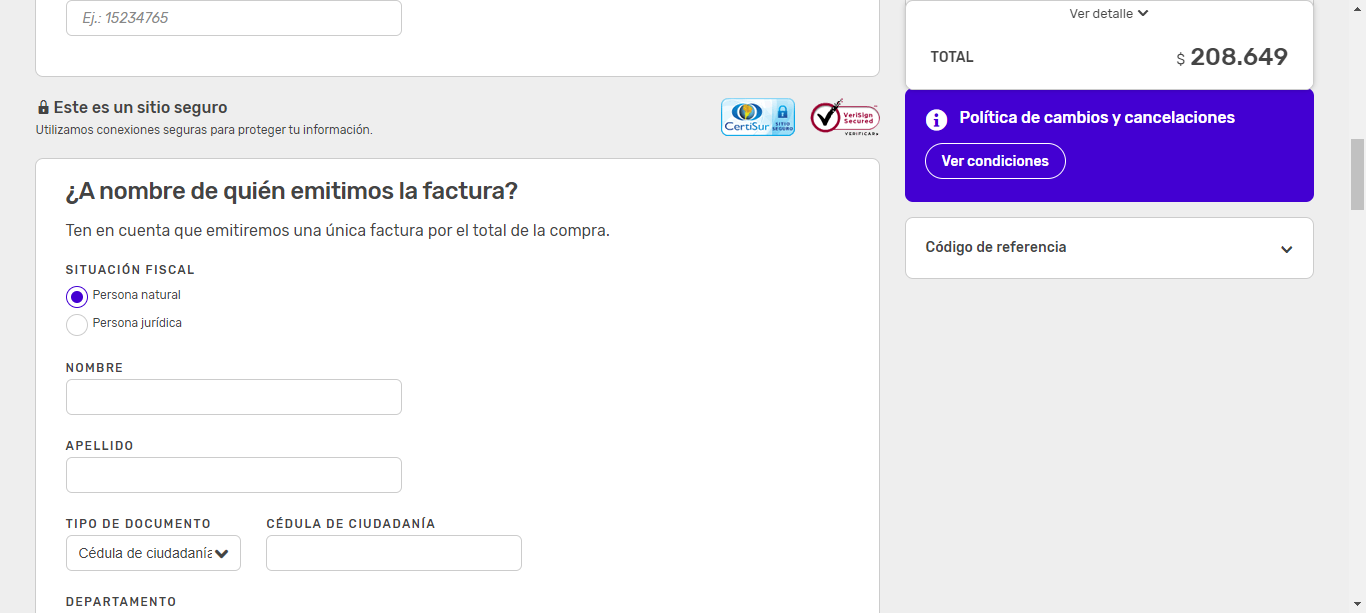 Ej.: 15234765
Este es un sitio seguro
Utilizamos conexiones seguras para proteger tu información.
CertiSur
SITIO
SEGURO
VeriSign
Secured
VERIFICAR
¿A nombre de quién emitimos la factura?
Ten en cuenta que emitiremos una única factura por el total de la compra.
SITUACIÓN FISCAL
Persona natural
Persona jurídica
NOMBRE
APELLIDO
TIPO DE DOCUMENTO
Cédula de ciudadanía
CÉDULA DE CIUDADANÍA
DEPARTAMENTO
Ver detalle
TOTAL
$ 208.649
Política de cambios y cancelaciones
Ver condiciones
Código de referencia